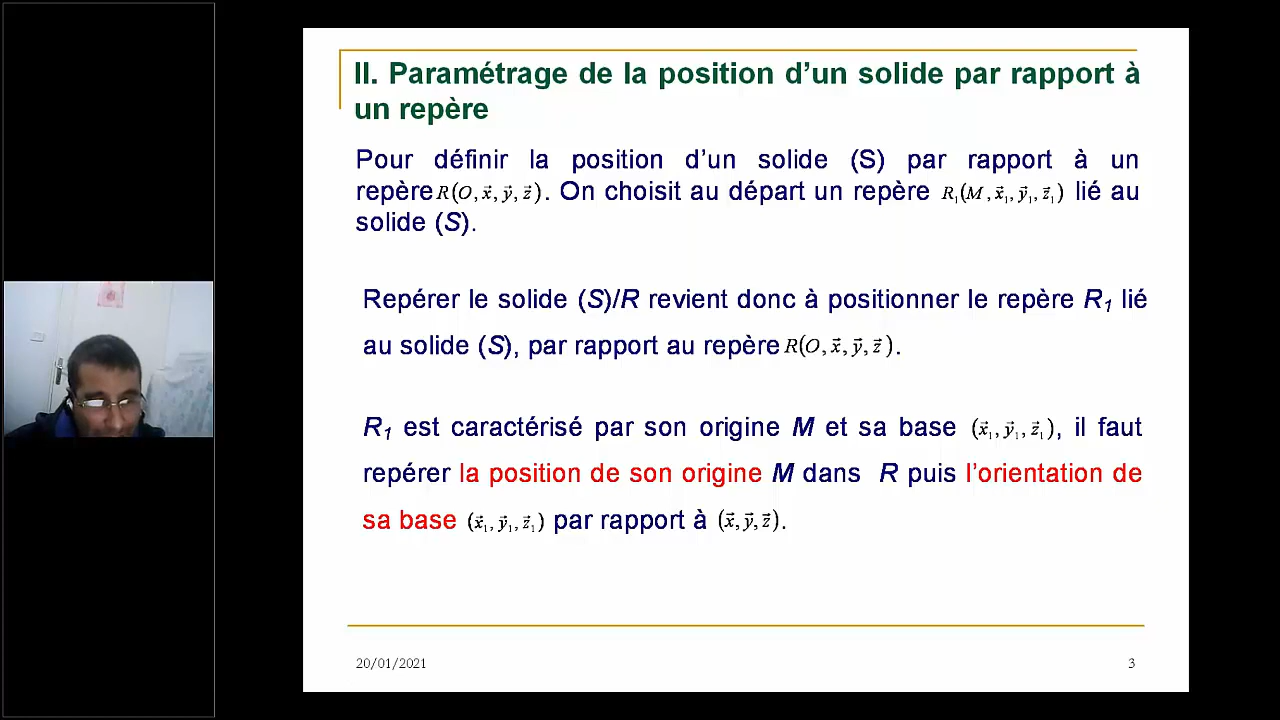 II. Paramétrage de la position d’un solide par rapport à
un repère
Pour définir la position d’un solide (S) par rapport à un
repère R(O, x⃗, y⃗, z⃗). On choisit au départ un repère R₁(M, x⃗₁, y⃗₁, z⃗₁) lié au
solide (S).
Repérer le solide (S)/R revient donc à positionner le repère R₁ lié
au solide (S), par rapport au repère R(O, x⃗, y⃗, z⃗).
R₁ est caractérisé par son origine M et sa base (x⃗₁, y⃗₁, z⃗₁), il faut
repérer la position de son origine M dans R puis l’orientation de
sa base (x⃗₁, y⃗₁, z⃗₁) par rapport à (x⃗, y⃗, z⃗).
20/01/2021
3